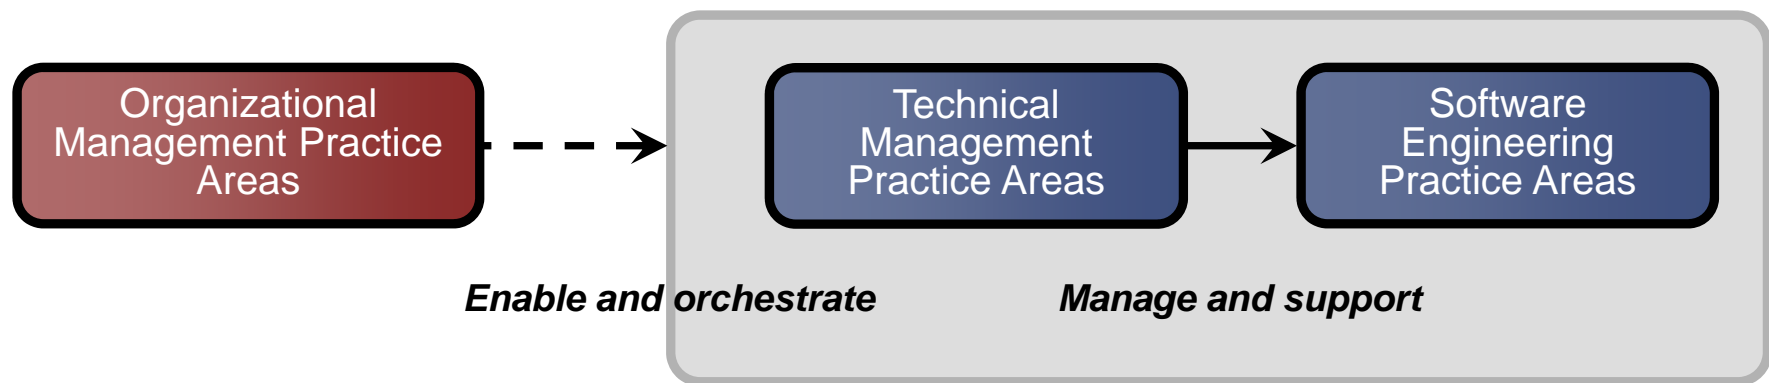 Organizational
Management Practice
Areas
Technical
Management
Practice Areas
Software
Engineering
Practice Areas
Enable and orchestrate
Manage and support